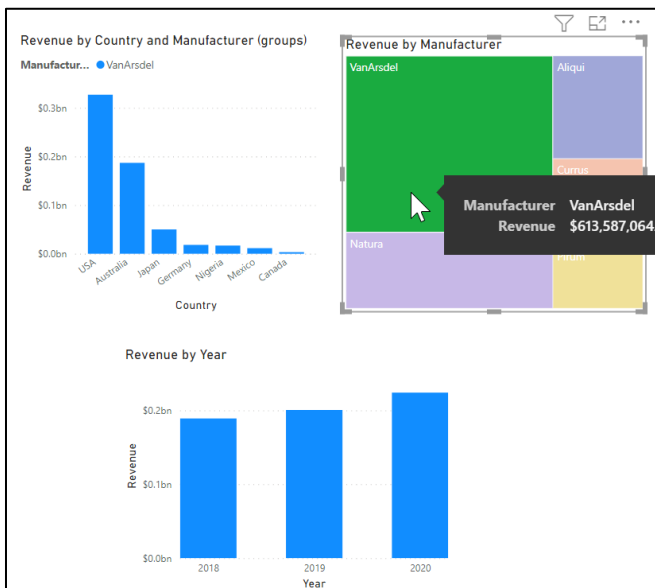 Revenue by Country and Manufacturer (groups)
Manufactur... VanArsdel
$0.3bn
$0.2bn
$0.1bn
$0.0bn
Revenue
USA
Australia
Japan
Germany
Nigeria
Mexico
Canada
Country
Revenue by Manufacturer
VanArsdel
Aliqui
Currus
Natura
Pirum
Manufacturer VanArsdel
Revenue $613,587,064.
Revenue by Year
$0.2bn
$0.1bn
$0.0bn
Revenue
2018 2019 2020
Year